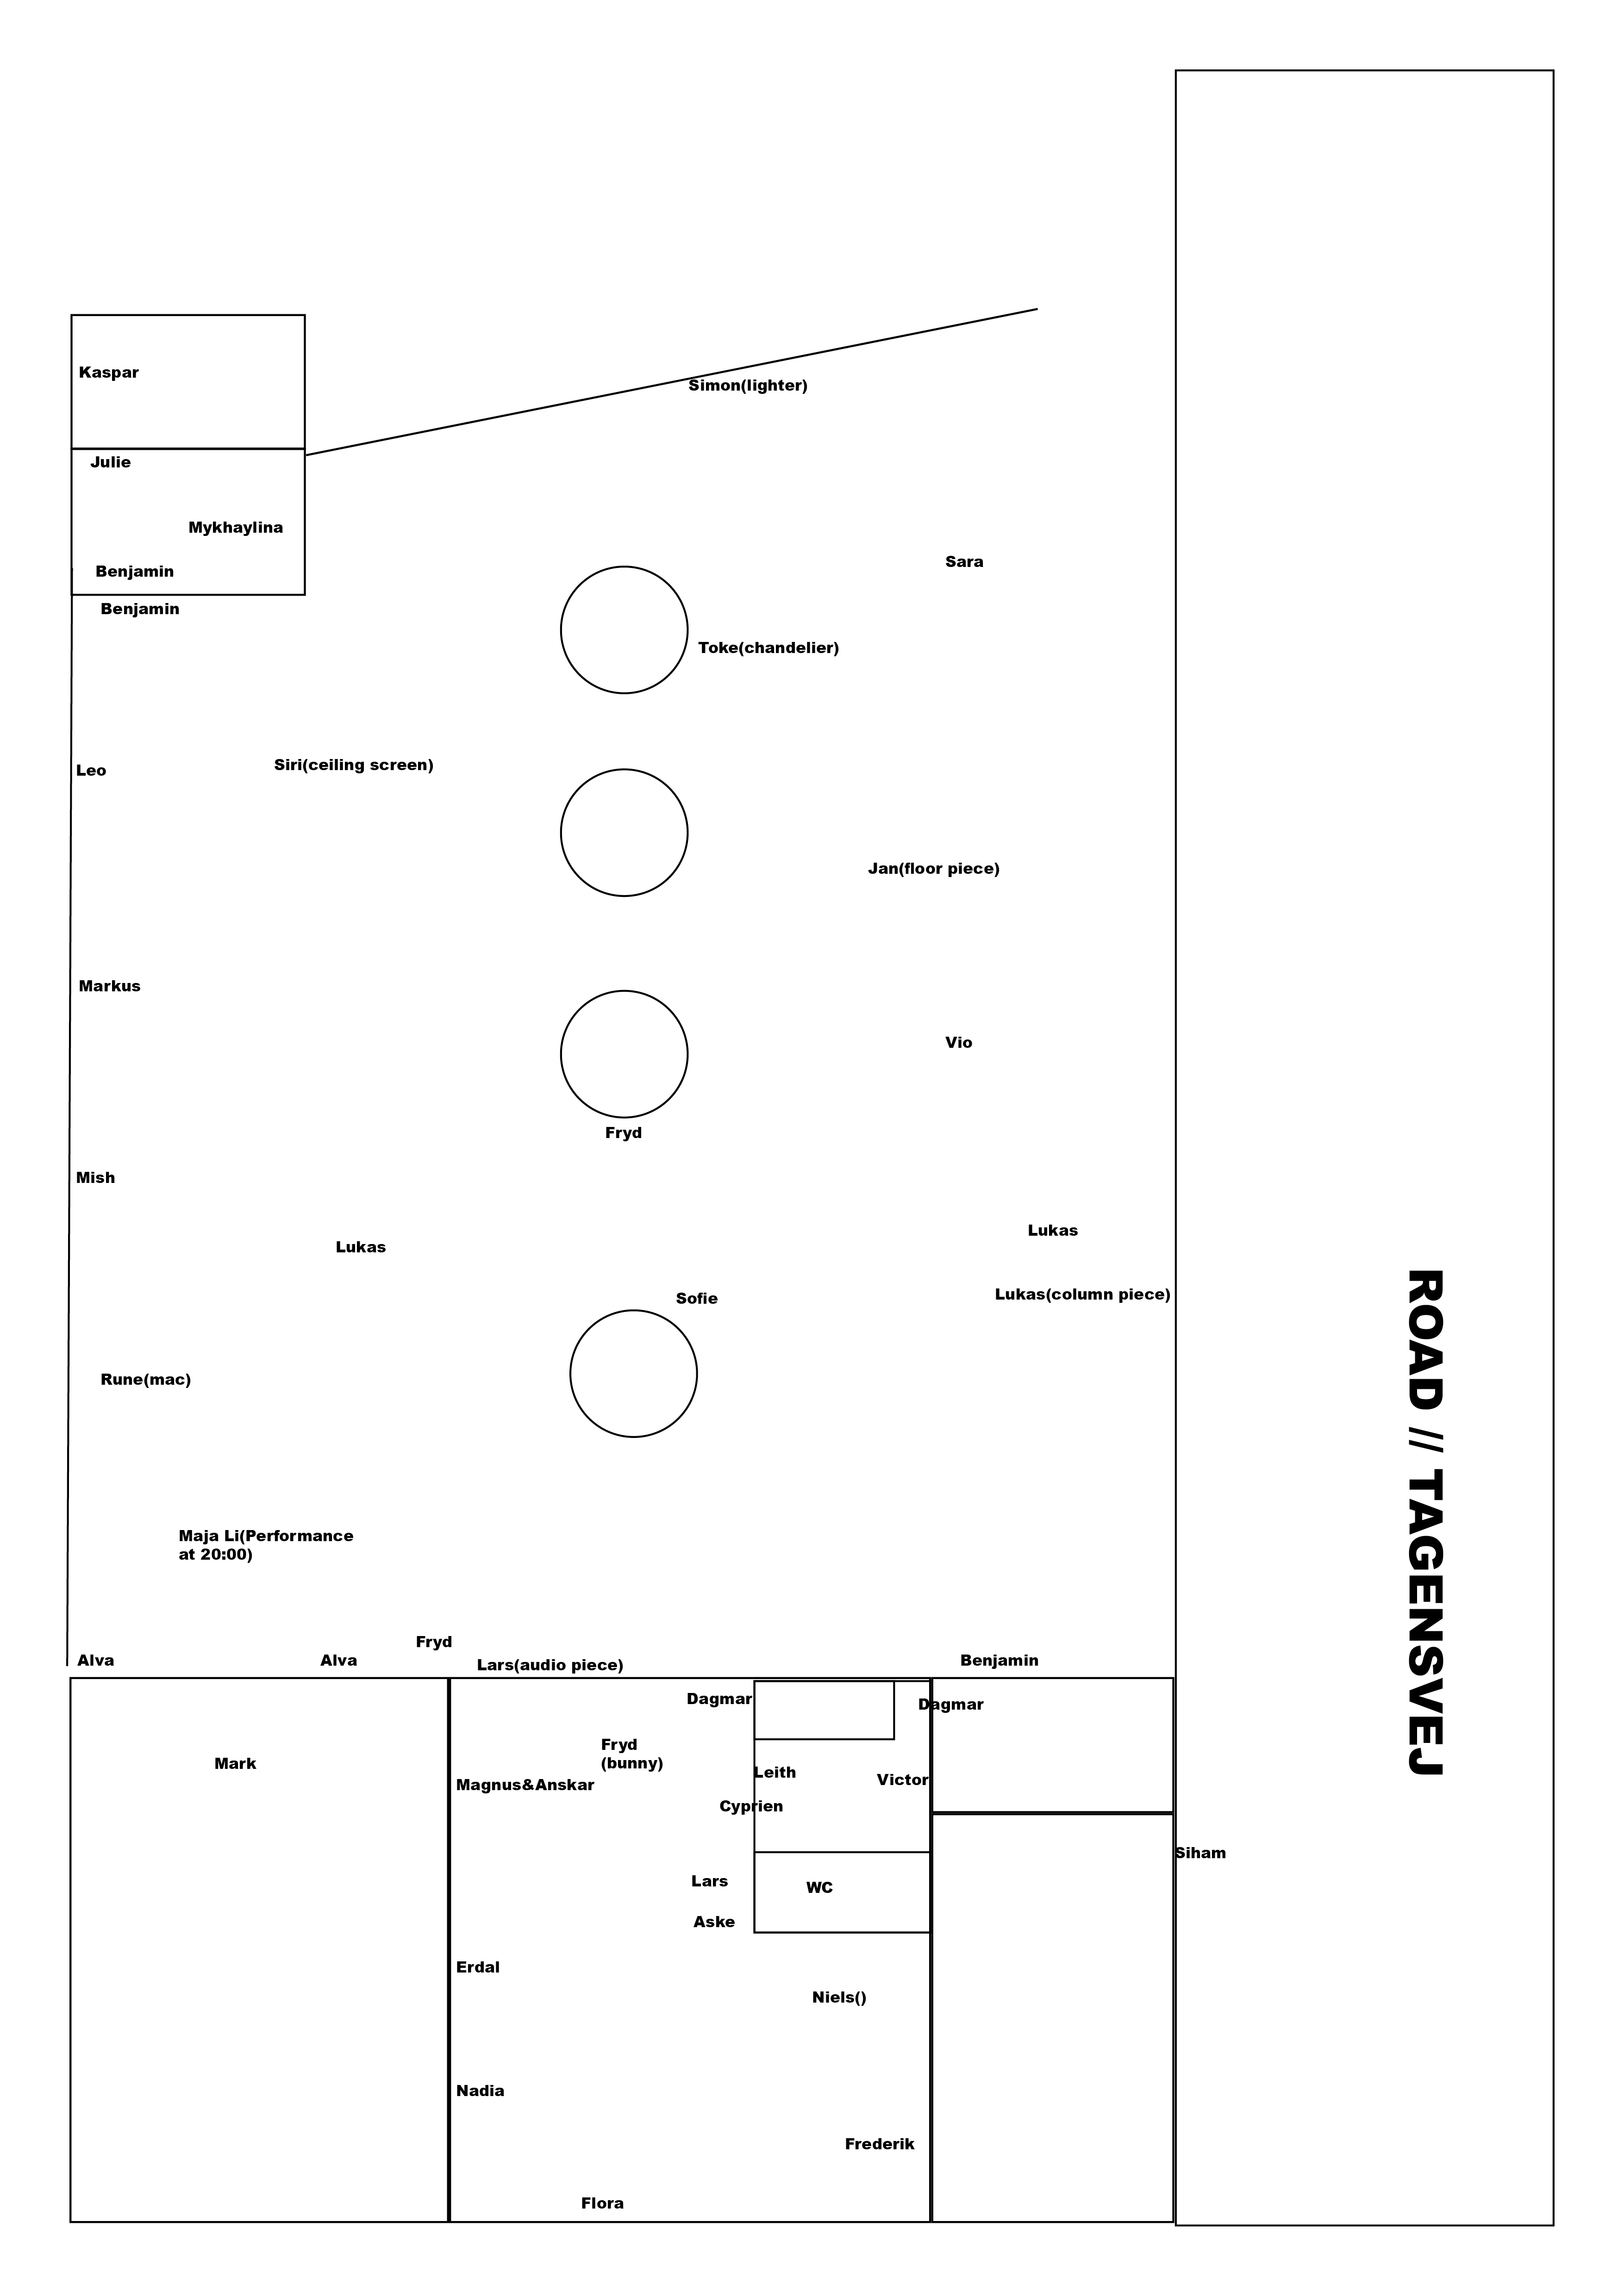 Kaspar
Simon(lighter)
Julie
Mykhaylina
Sara
Benjamin
Benjamin
Toke(chandelier)
Siri(ceiling screen)
Leo
Jan(floor piece)
Markus
Vio
Fryd
Mish
Lukas
Lukas
Lukas(column piece)
Sofie
Rune(mac)
ROAD // TAGENSVEJ
Maja Li(Performance
at 20:00)
Fryd
Alva
Alva
Lars(audio piece)
Benjamin
Dagmar
Dagmar
Fryd
(bunny)
Mark
Leith
Victor
Magnus&Anskar
Cyprien
Siham
Lars
WC
Aske
Erdal
Niels()
Nadia
Frederik
Flora